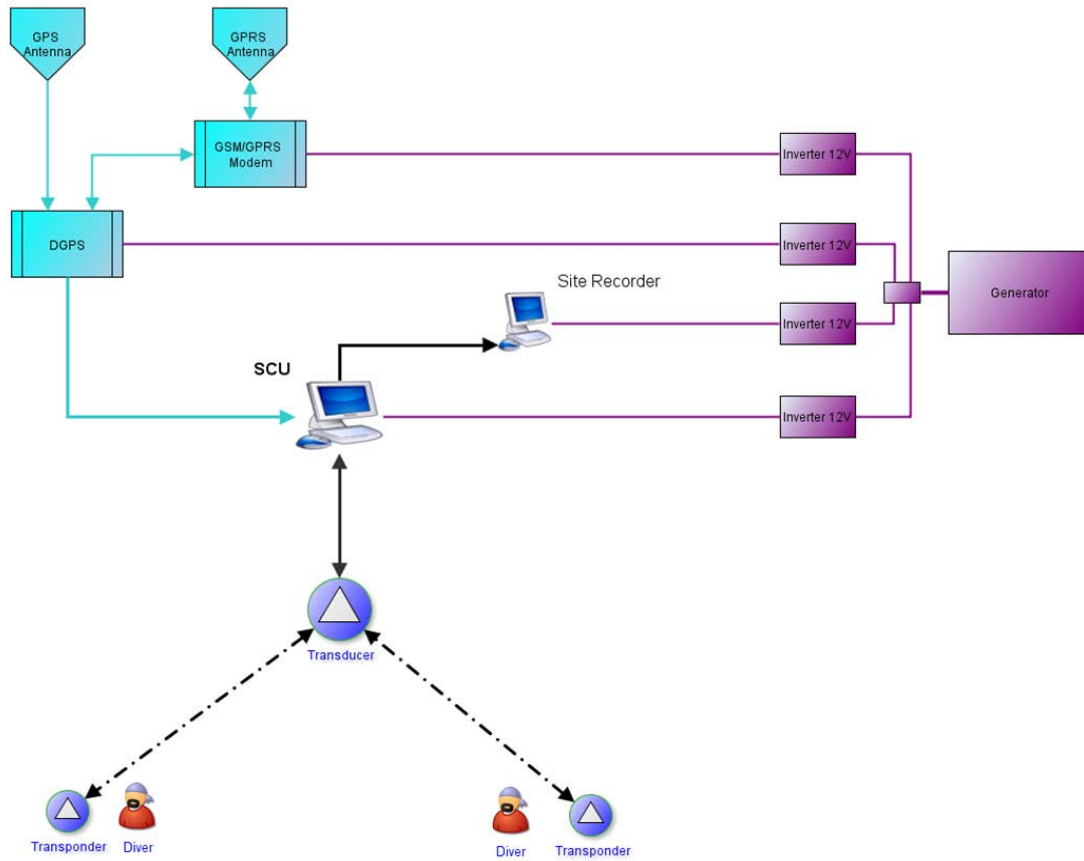 GPS
Antenna
GPRS
Antenna
GSM/GPRS
Modem
Inverter 12V
DGPS
Inverter 12V
Site Recorder
Generator
Inverter 12V
SCU
Inverter 12V
Transducer
Transponder
Diver
Diver
Transponder